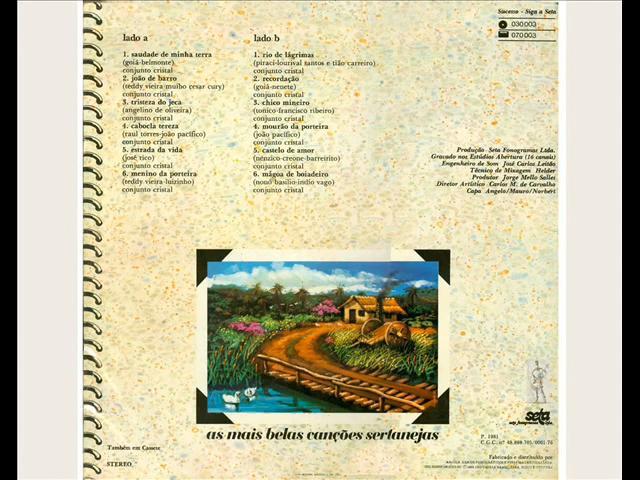 Sucesso - Siga a Seta
030003
070003
lado a
1. saudade de minha terra
(goiá-belmonte)
conjunto cristal
2. joão de barro
(teddy vieira-muíbo cesar cury)
conjunto cristal
3. tristeza do jeca
(angelino de oliveira)
conjunto cristal
4. cabocla tereza
(raul torres-joão pacífico)
conjunto cristal
5. estrada da vida
(josé rico)
conjunto cristal
6. menino da porteira
(teddy vieira-luizinho)
conjunto cristal
lado b
1. rio de lágrimas
(piraci-lourival santos e tião carreiro)
conjunto cristal
2. recordação
(goiá-nenete)
conjunto cristal
3. chico mineiro
(tonico-francisco ribeiro)
conjunto cristal
4. mourão da porteira
(joão pacífico)
conjunto cristal
5. castelo de amor
(nenzico-creone-barreirito)
conjunto cristal
6. mágoa de boiadeiro
(nonô basílio-indio vago)
conjunto cristal
Produção Seta Fonogramas Ltda.
Gravado nos Estúdios Abertura (16 canais)
Engenheiro de Som José Carlos Leitão
Técnico de Mixagem Helder
Produtor Jorge Mello Salles
Diretor Artístico Carlos M. de Carvalho
Capa Angelo/Mauro/Norbert
as mais belas canções sertanejas
seta
P. 1981
Também em Cassete
STEREO
Fabricado e distribuído por